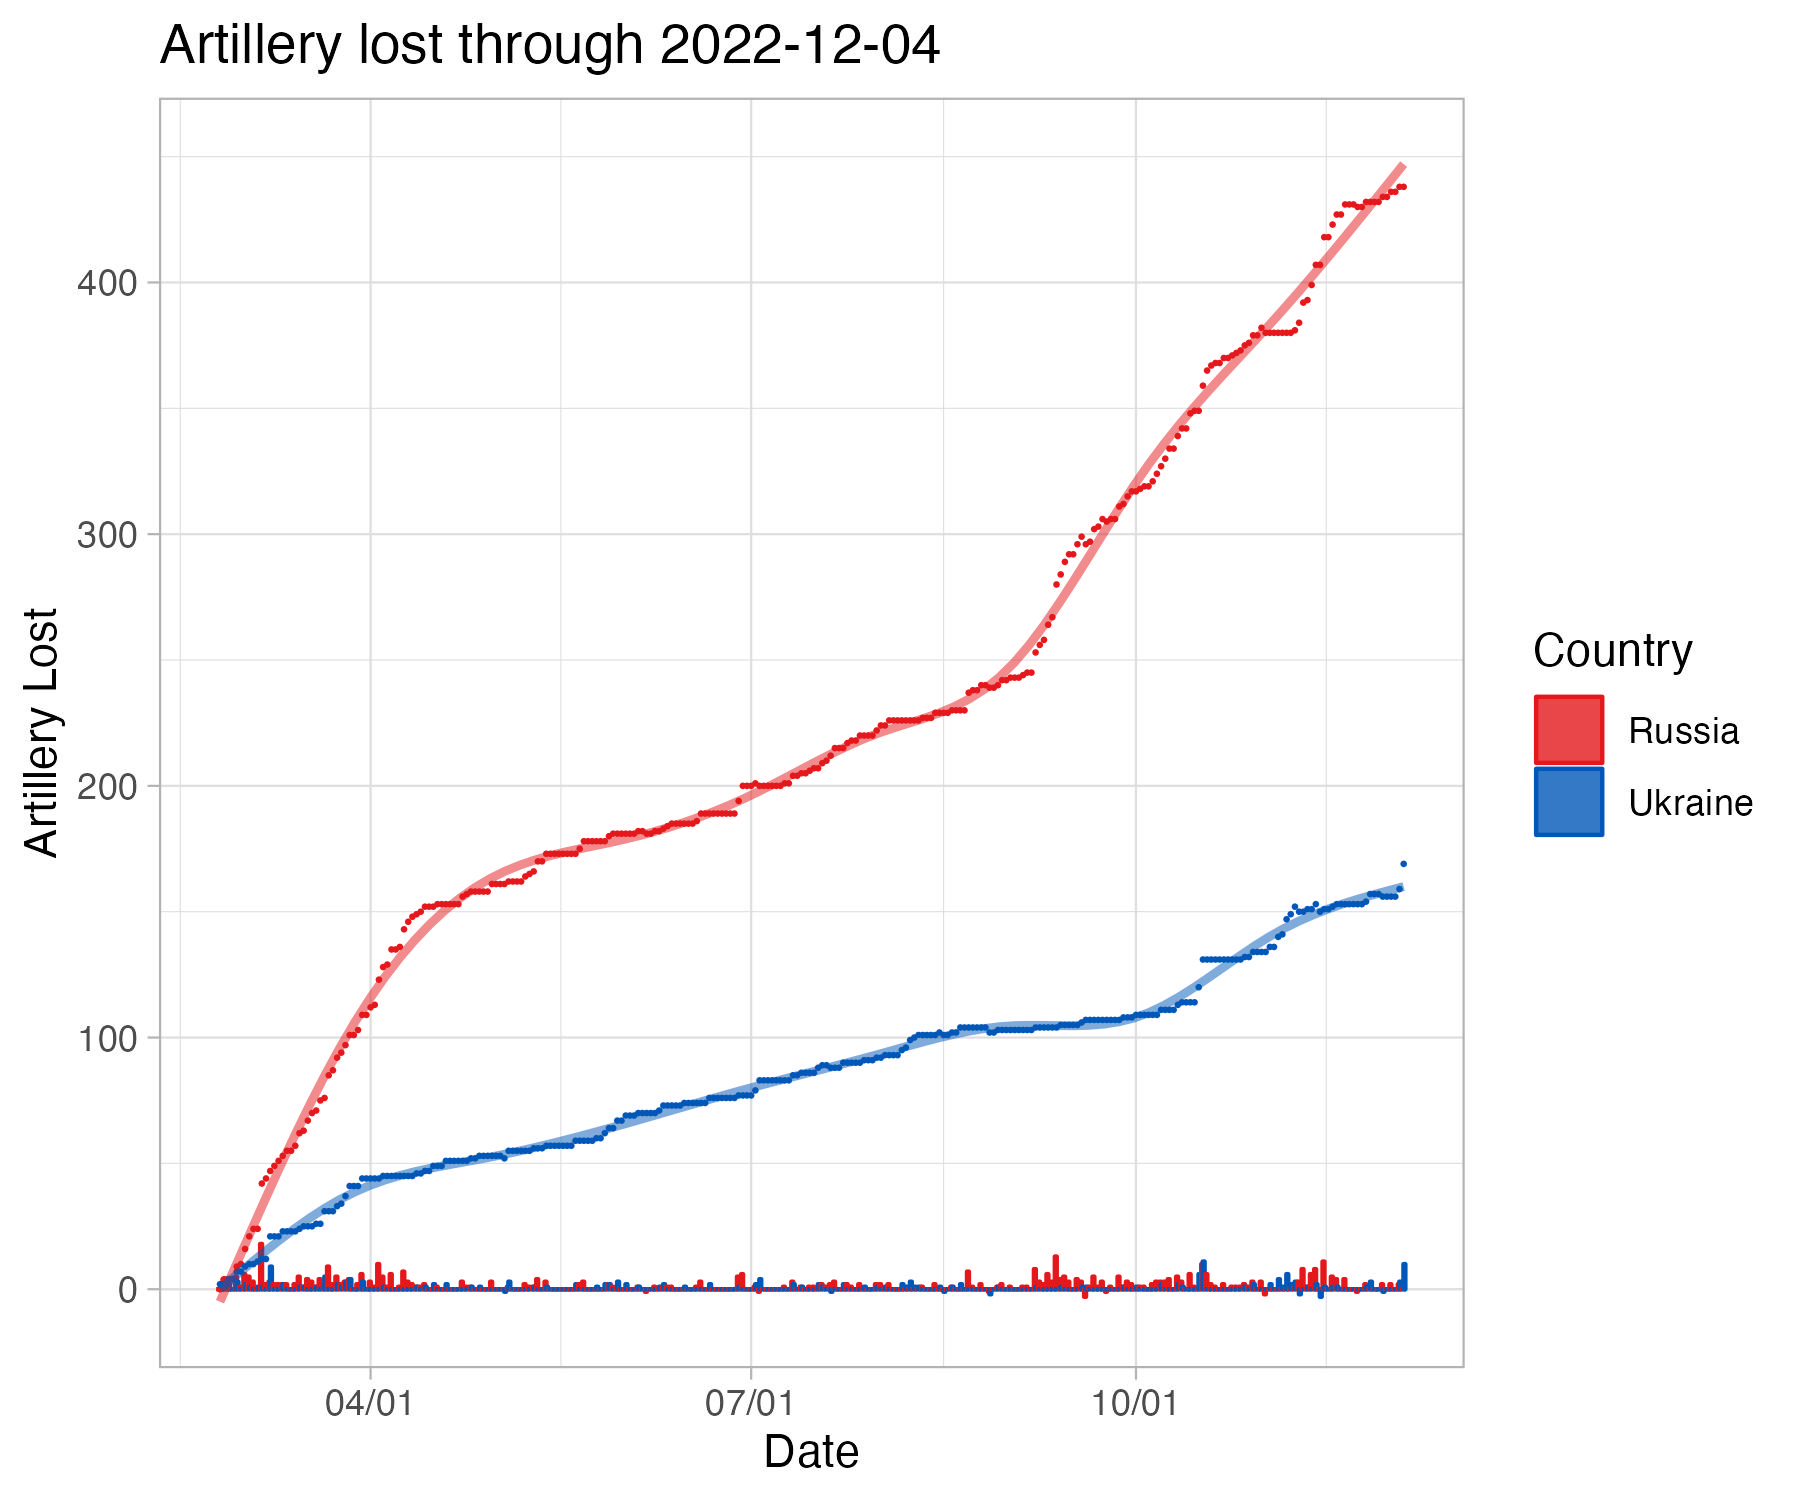 Artillery lost through 2022-12-04
Artillery Lost
400
300
200
100
0
04/01
07/01
10/01
Date
Country
Russia
Ukraine